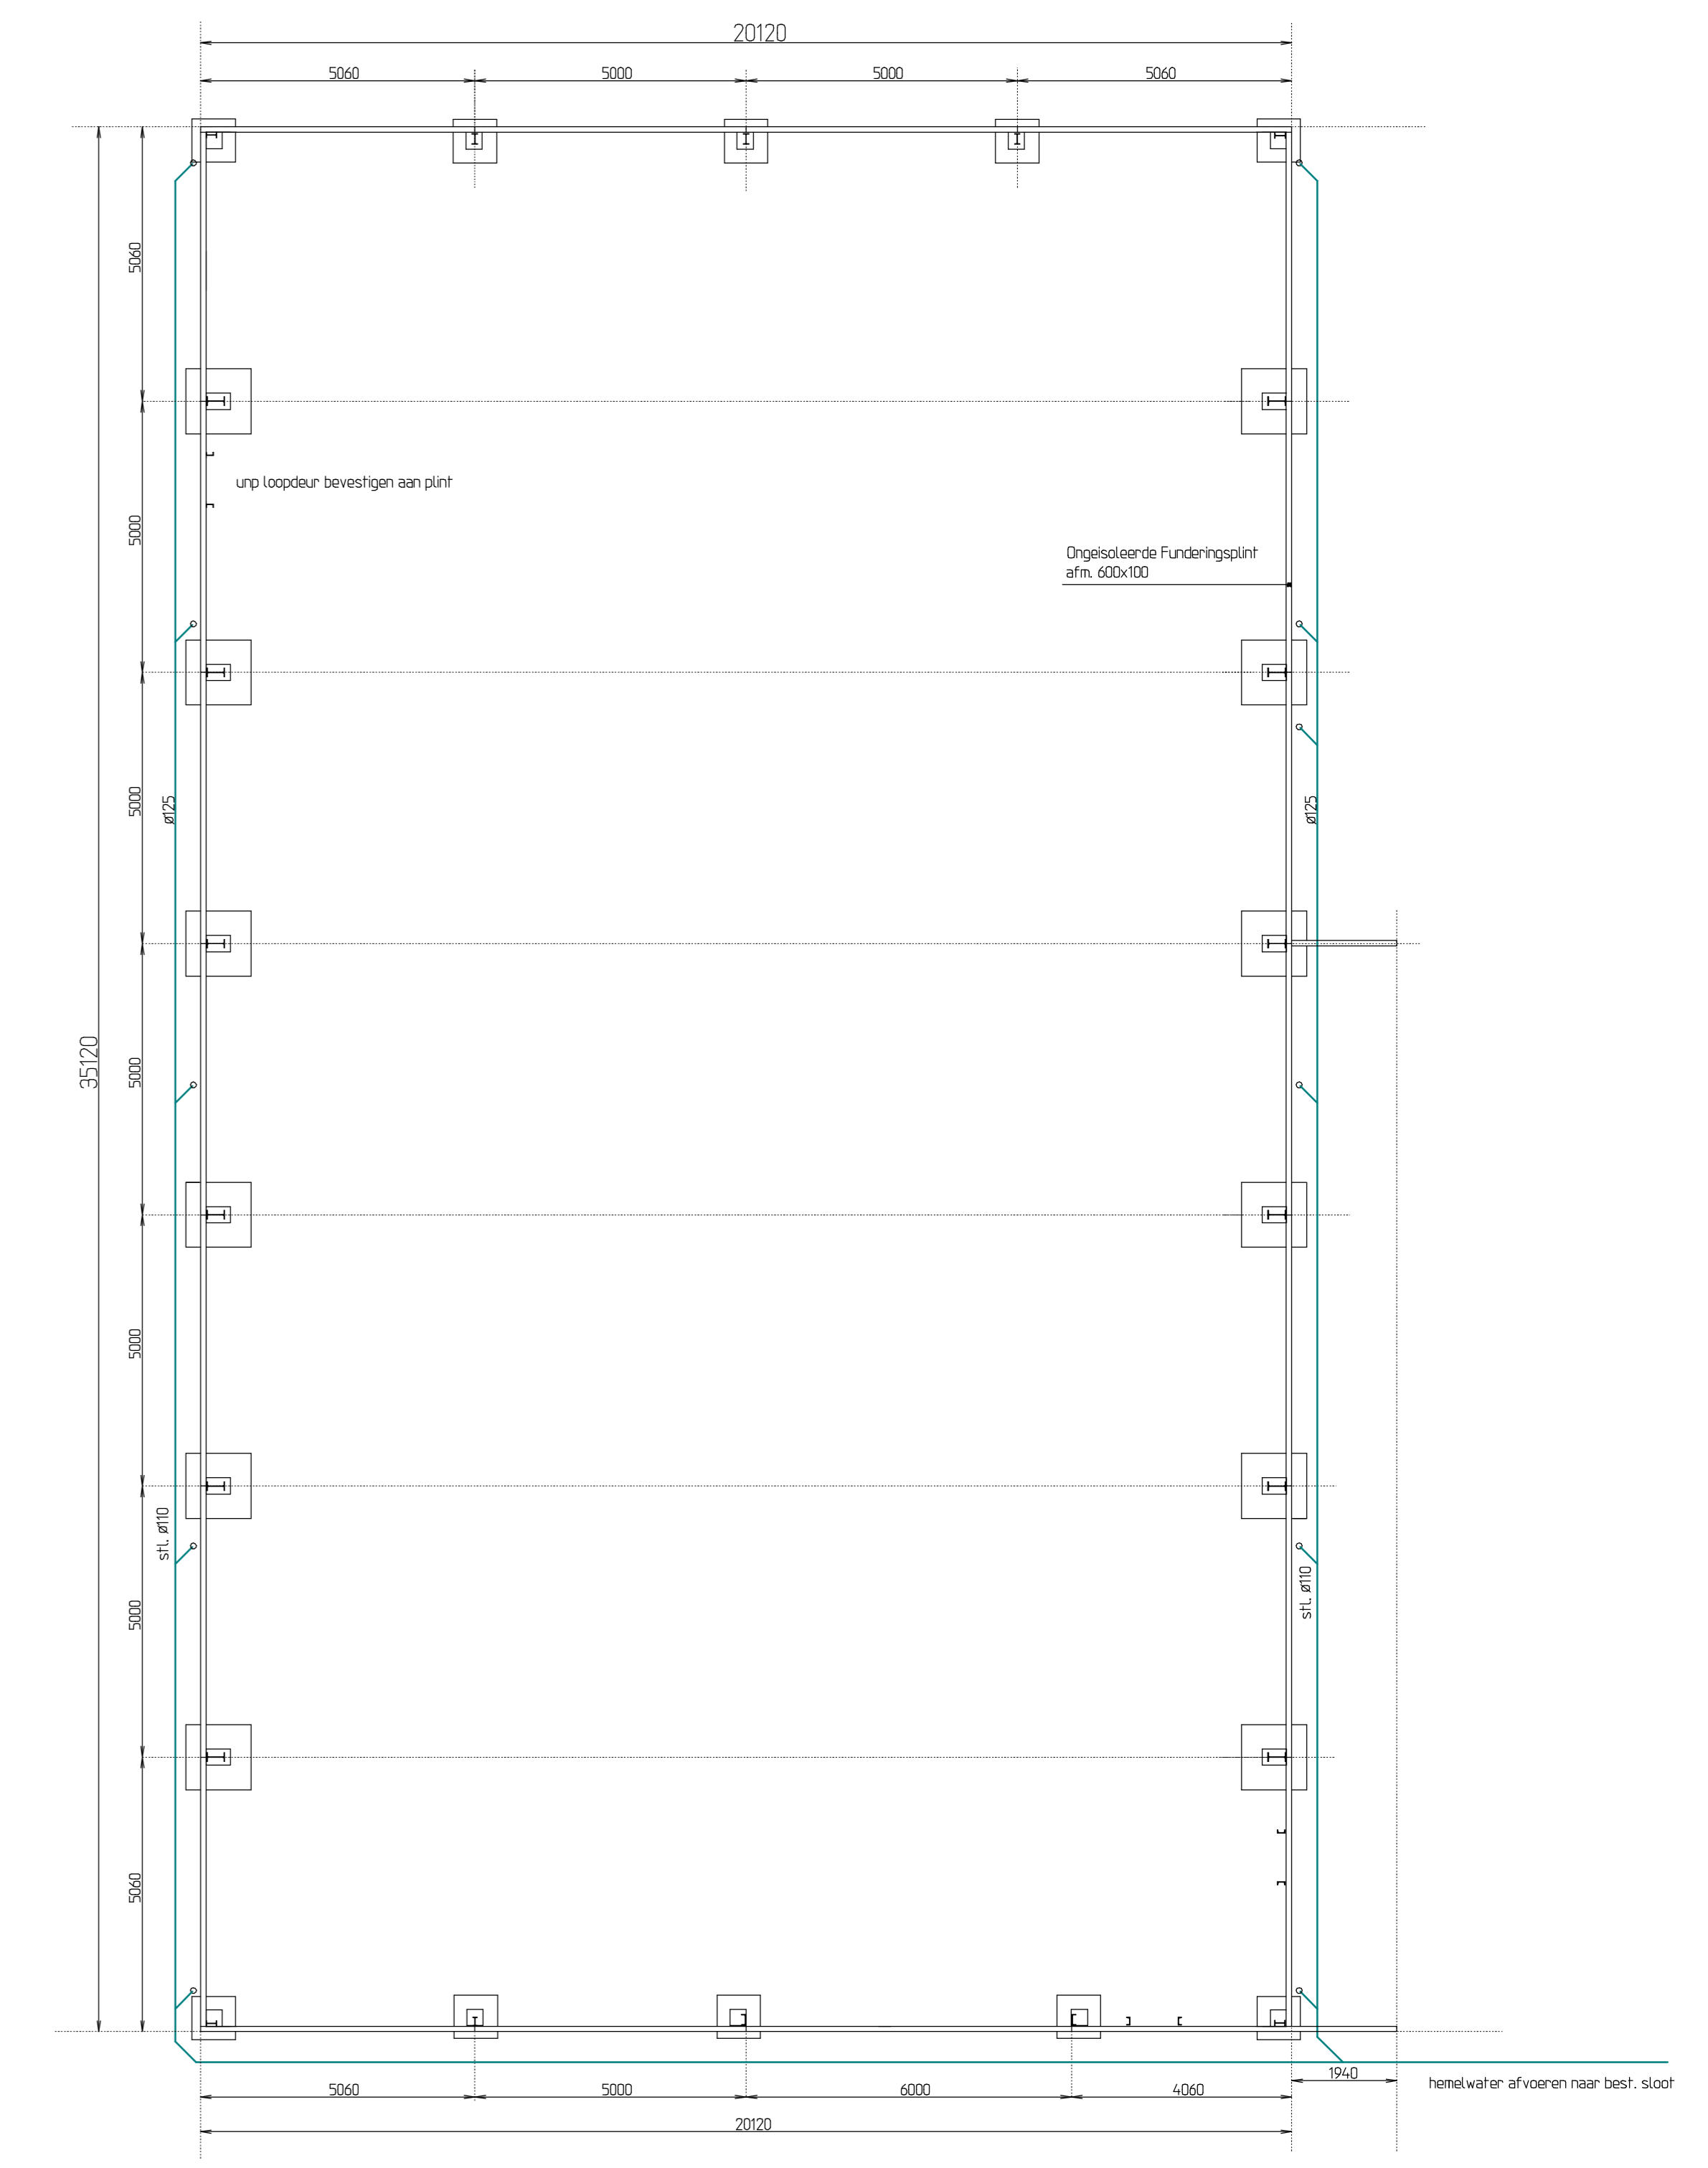 20120
5060
5000
5000
5060
5060
unp loopdeur bevestigen aan plint
5000
Ongeisoleerde Funderingsplint
afm. 600x100
5000
ø125
ø125
35120
5000
5000
stl. ø110
stl. ø110
5000
5060
1940
hemelwater afvoeren naar best. sloot
5060
5000
6000
4060
20120